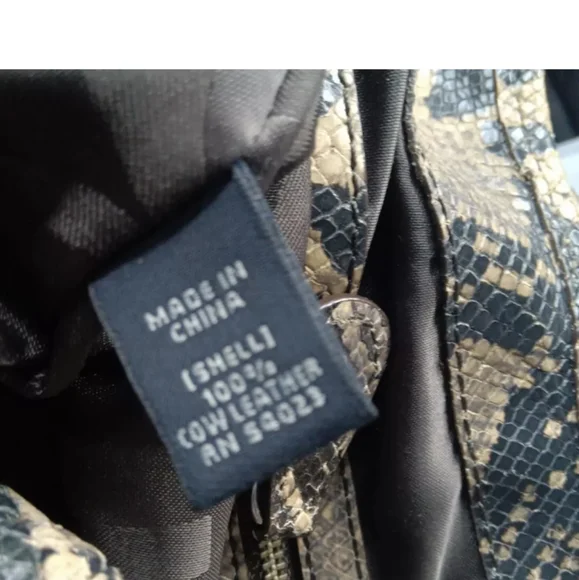 MADE IN
CHINA
[SHELL]
100%
COW LEATHER
RN 54023